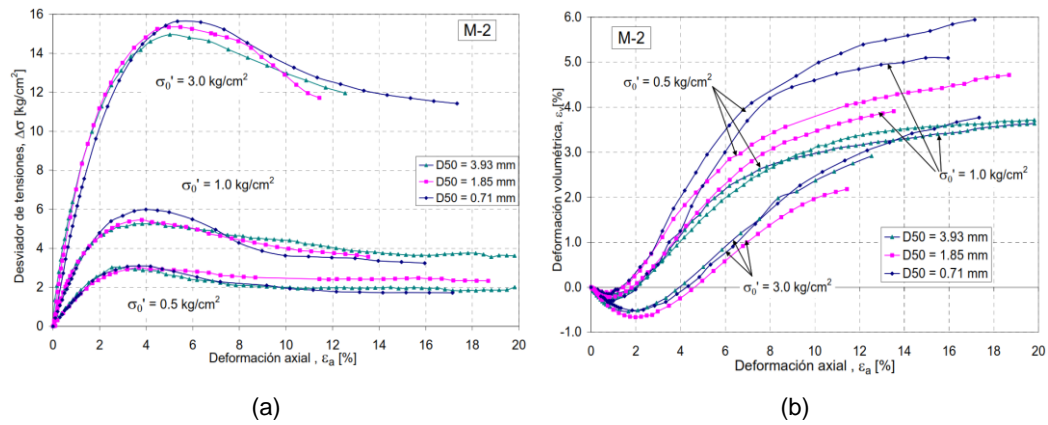 M-2
Desviador de tensiones, Δσ [kg/cm²]
16
14
12
10
8
6
4
2
0
σ₀' = 3.0 kg/cm²
σ₀' = 1.0 kg/cm²
σ₀' = 0.5 kg/cm²
D50 = 3.93 mm
D50 = 1.85 mm
D50 = 0.71 mm
0 2 4 6 8 10 12 14 16 18 20
Deformación axial , εₐ [%]
(a)
M-2
Deformación volumétrica, εᵥ[%]
6.0
5.0
4.0
3.0
2.0
1.0
0.0
-1.0
σ₀' = 0.5 kg/cm²
σ₀' = 1.0 kg/cm²
σ₀' = 3.0 kg/cm²
D50 = 3.93 mm
D50 = 1.85 mm
D50 = 0.71 mm
0 2 4 6 8 10 12 14 16 18 20
Deformación axial , εₐ [%]
(b)